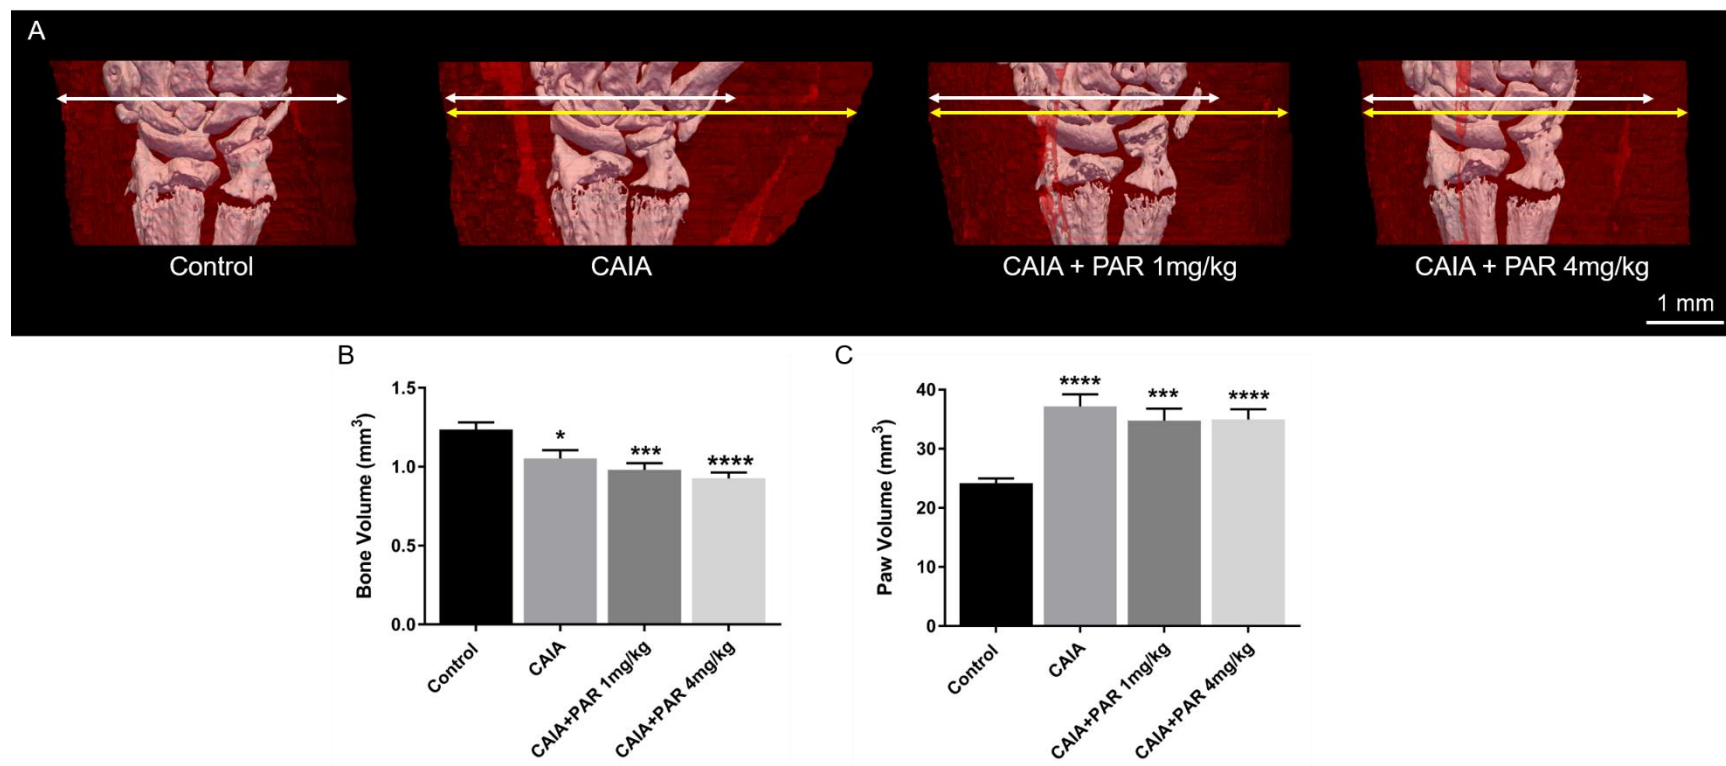 A
Control
CAIA
CAIA + PAR 1mg/kg
CAIA + PAR 4mg/kg
1 mm
B
Bone Volume (mm³)
1.5
1.0
0.5
0.0
*
***
****
Control
CAIA
CAIA+PAR 1mg/kg
CAIA+PAR 4mg/kg
C
Paw Volume (mm³)
40
30
20
10
0
****
***
****
Control
CAIA
CAIA+PAR 1mg/kg
CAIA+PAR 4mg/kg